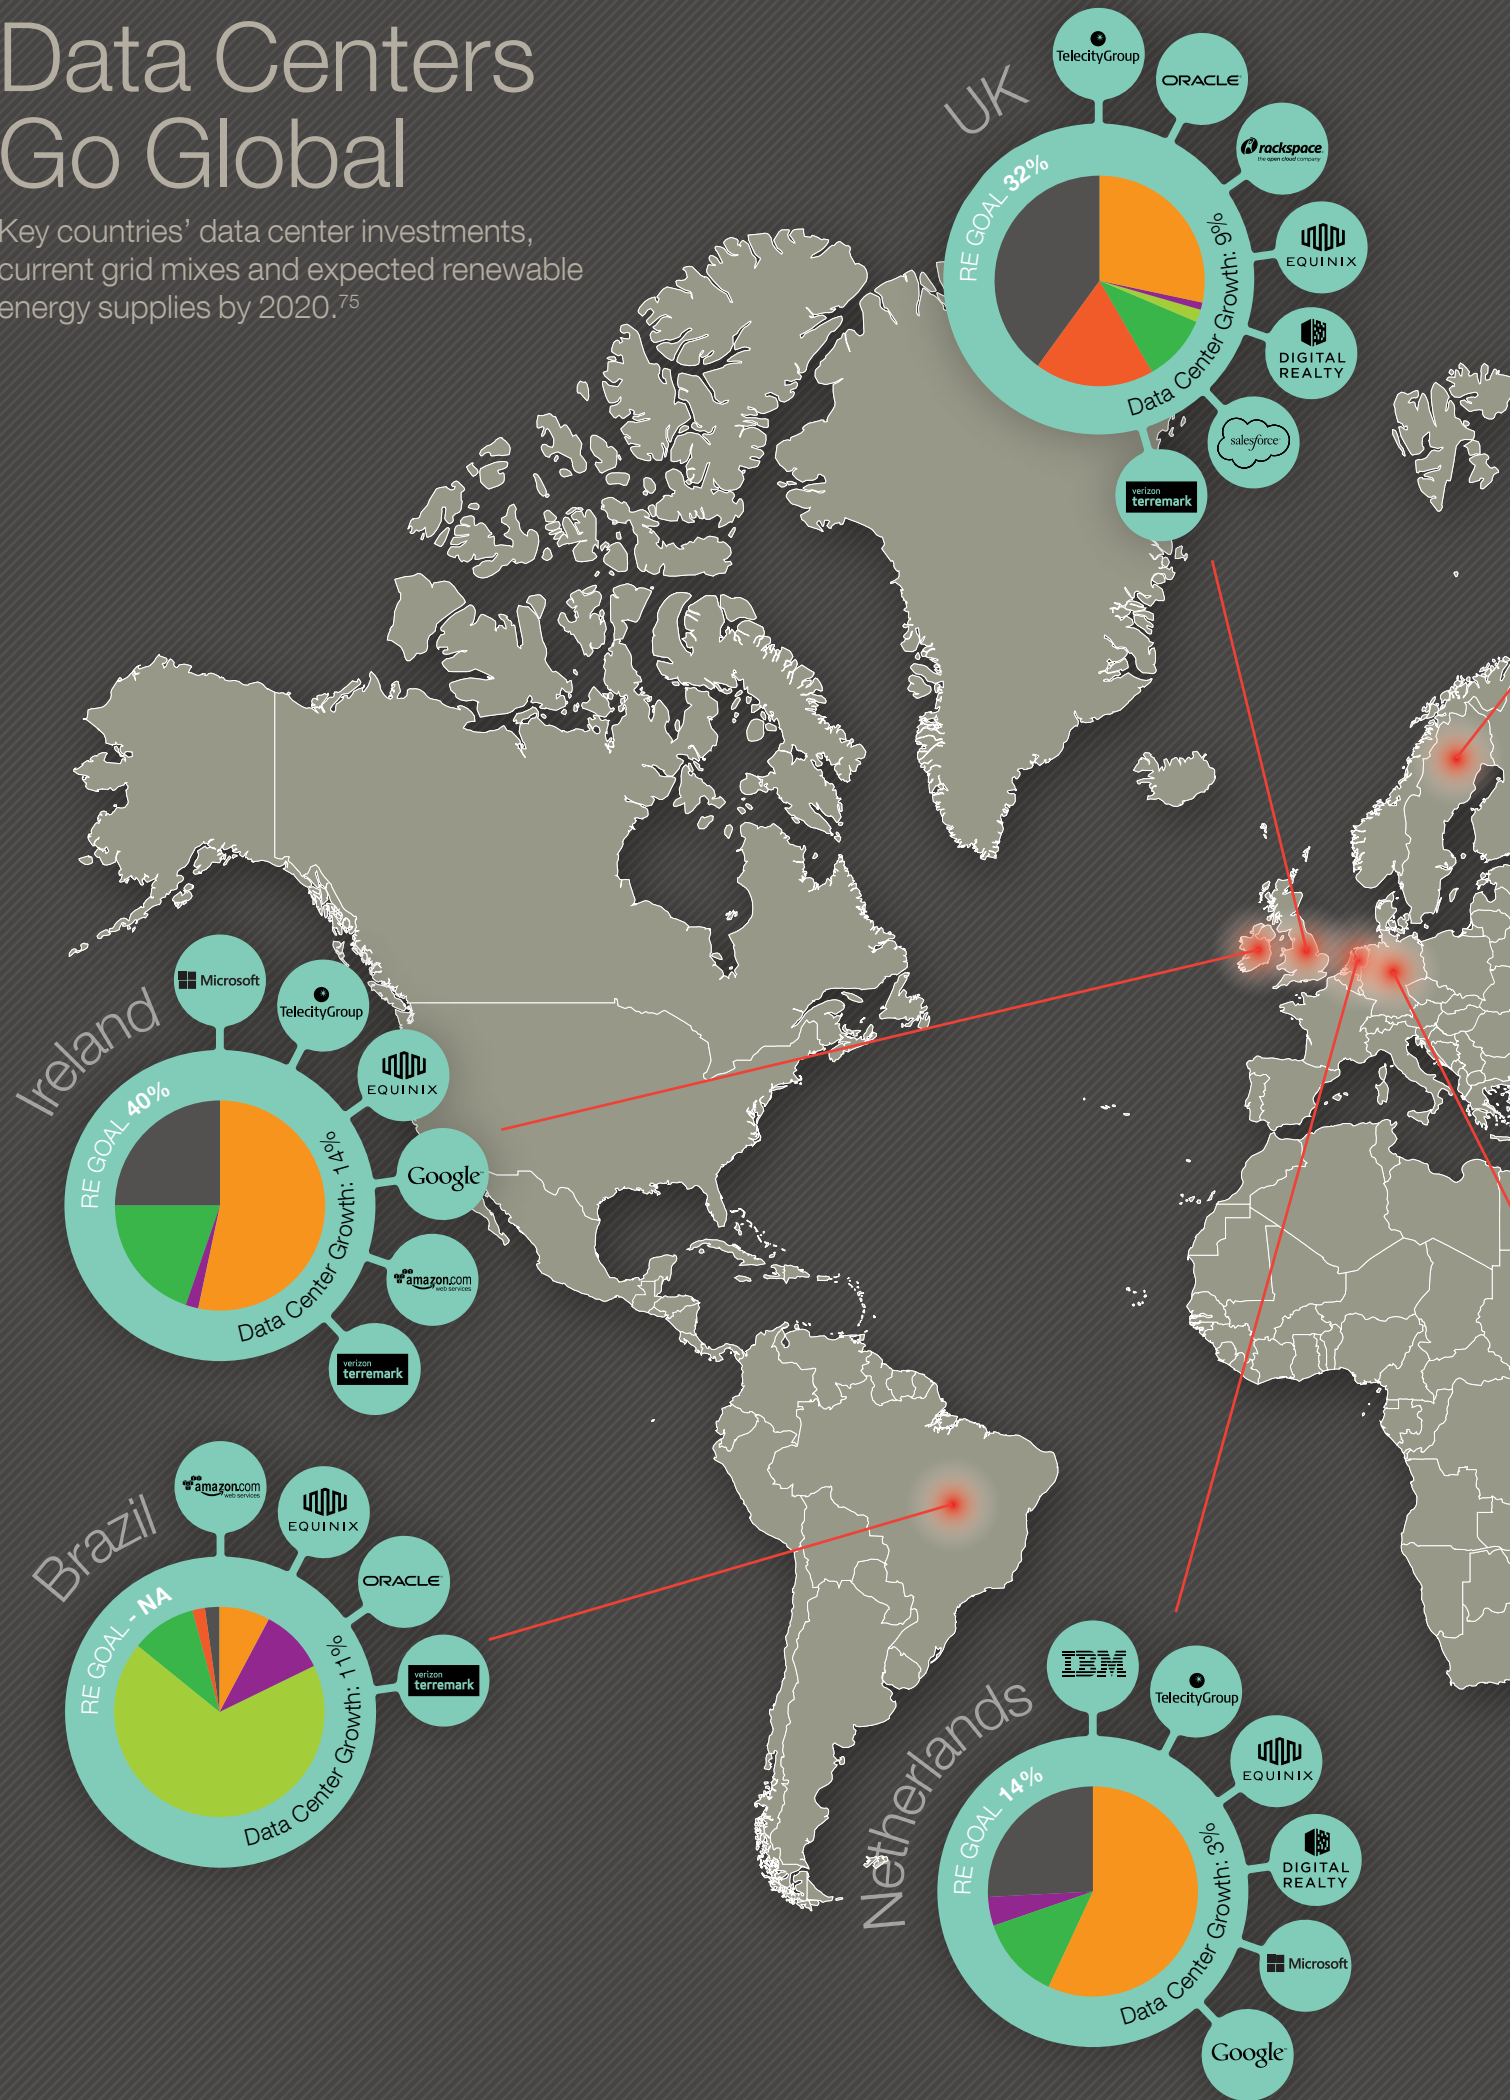 Data Centers
Go Global
Key countries’ data center investments,
current grid mixes and expected renewable
energy supplies by 2020.75
UK
TelecityGroup
ORACLE
rackspace
the open cloud company
EQUINIX
DIGITAL
REALTY
salesforce
verizon
terremark
RE GOAL 32%
Data Center Growth: 9%
Ireland
Microsoft
TelecityGroup
EQUINIX
Google
amazon.com
web services
verizon
terremark
RE GOAL 40%
Data Center Growth: 14%
Brazil
amazon.com
web services
EQUINIX
ORACLE
verizon
terremark
RE GOAL - NA
Data Center Growth: 11%
Netherlands
IBM
TelecityGroup
EQUINIX
DIGITAL
REALTY
Microsoft
Google
RE GOAL 14%
Data Center Growth: 3%